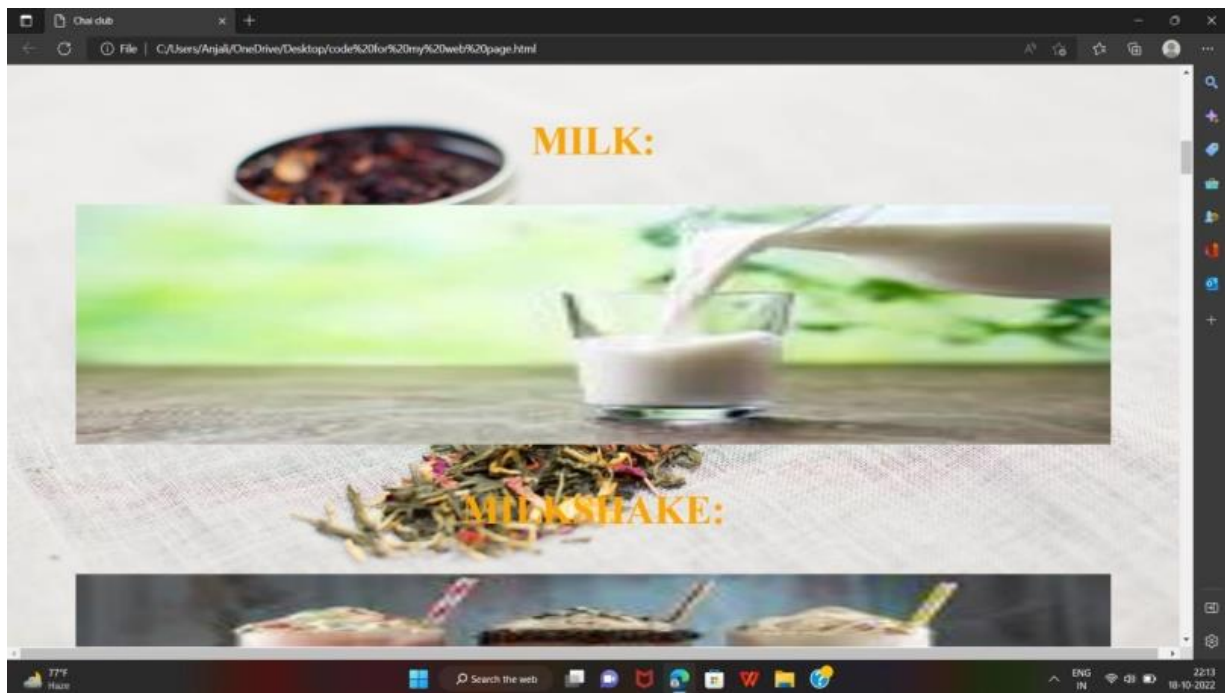 Chai club
File | C:/Users/Anjali/OneDrive/Desktop/code%20for%20my%20web%20page.html
MILK:
MILKSHAKE:
77°F
Haze
Search the web
ENG
IN
22:13
18-10-2022